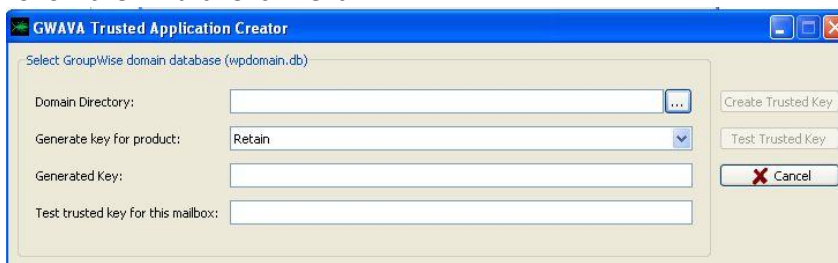 GWAVA Trusted Application Creator
Select GroupWise domain database (wpdomain.db)
Domain Directory:
...
Create Trusted Key
Generate key for product:
Retain
Test Trusted Key
Generated Key:
Cancel
Test trusted key for this mailbox: